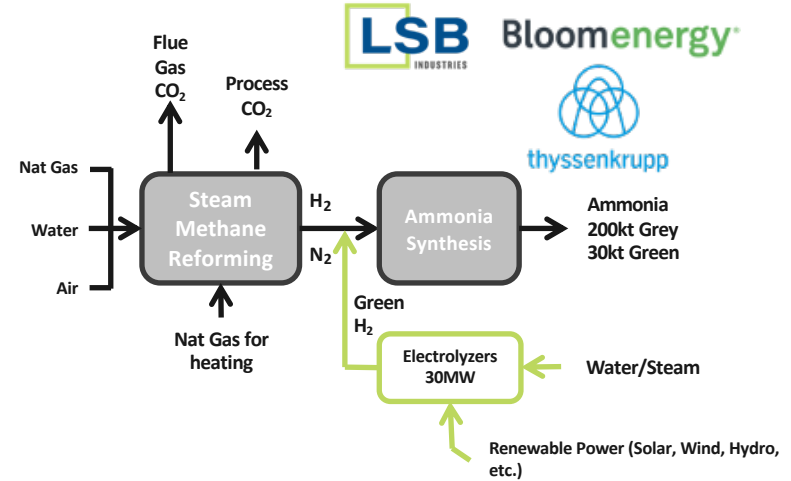 LSB
INDUSTRIES
Bloomenergy
thyssenkrupp
Flue
Gas
CO₂
Process
CO₂
Nat Gas
Water
Air
Steam
Methane
Reforming
H₂
N₂
Ammonia
Synthesis
Ammonia
200kt Grey
30kt Green
Nat Gas for
heating
Green
H₂
Electrolyzers
30MW
Water/Steam
Renewable Power (Solar, Wind, Hydro,
etc.)